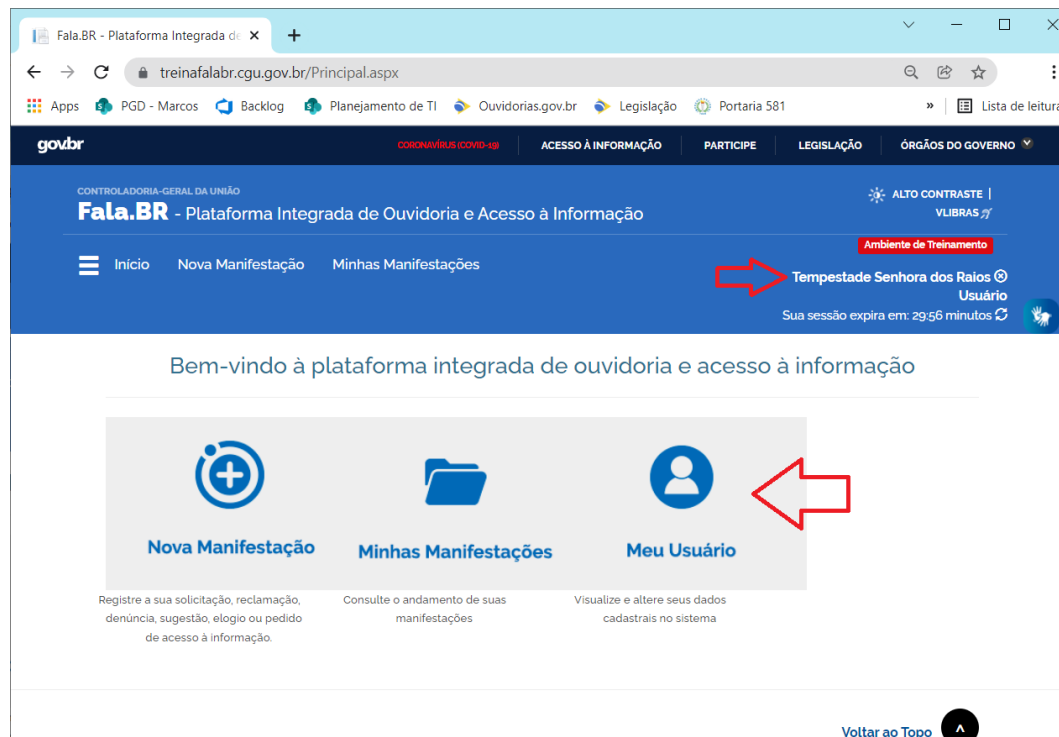 Fala.BR - Plataforma Integrada de
treinafalabr.cgu.gov.br/Principal.aspx
Apps PGD - Marcos Backlog Planejamento de TI Ouvidorias.gov.br Legislação Portaria 581 » Lista de leitura
gov.br CORONAVÍRUS (COVID-19) ACESSO À INFORMAÇÃO PARTICIPE LEGISLAÇÃO ÓRGÃOS DO GOVERNO
CONTROLADORIA-GERAL DA UNIÃO
Fala.BR - Plataforma Integrada de Ouvidoria e Acesso à Informação
ALTO CONTRASTE |
VLIBRAS
Ambiente de Treinamento
Início Nova Manifestação Minhas Manifestações
Tempestade Senhora dos Raios
Usuário
Sua sessão expira em: 29:56 minutos
Bem-vindo à plataforma integrada de ouvidoria e acesso à informação
Nova Manifestação Minhas Manifestações Meu Usuário
Registre a sua solicitação, reclamação,
denúncia, sugestão, elogio ou pedido
de acesso à informação.
Consulte o andamento de suas
manifestações
Visualize e altere seus dados
cadastrais no sistema
Voltar ao Topo